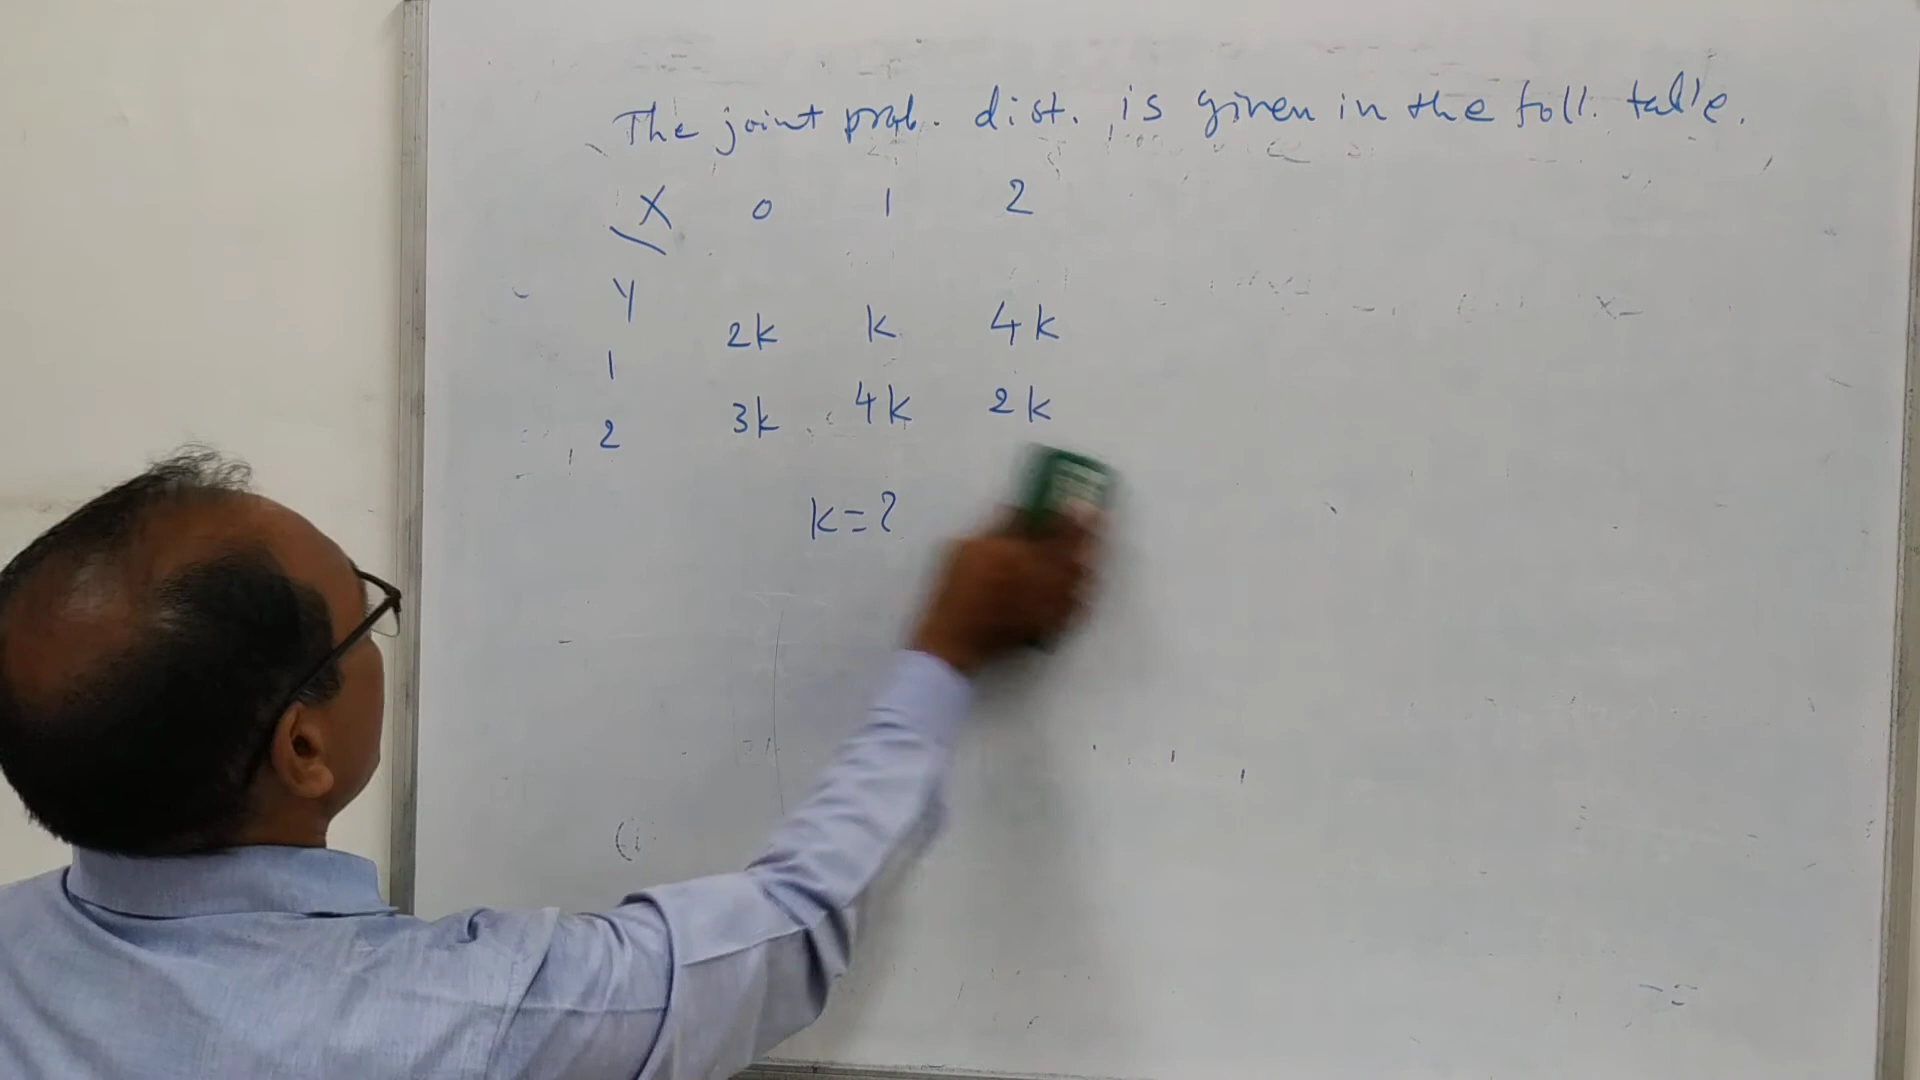 The joint prob. dist. is given in the foll. table.
X 0 1 2
Y
1 2k k 4k
2 3k 4k 2k
k=?